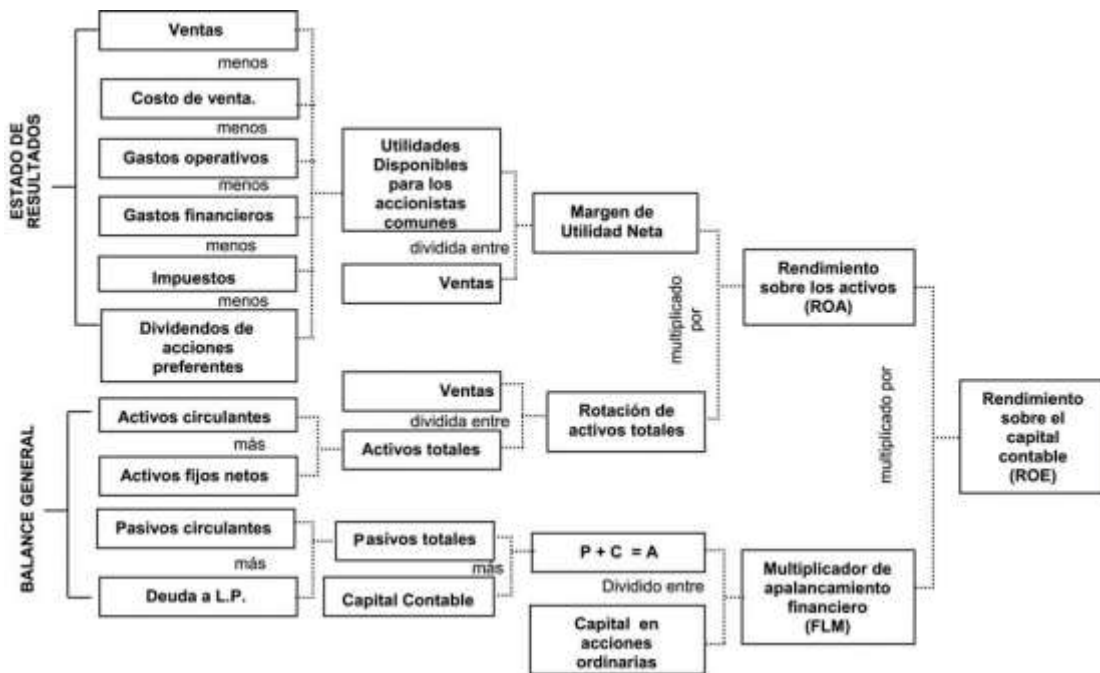 ESTADO DE
RESULTADOS
Ventas
menos
Costo de venta.
menos
Gastos operativos
menos
Gastos financieros
menos
Impuestos
menos
Dividendos de
acciones
preferentes
Utilidades
Disponibles
para los
accionistas
comunes
dividida entre
Ventas
Margen de
Utilidad Neta
multiplicado
por
Rendimiento
sobre los activos
(ROA)
BALANCE GENERAL
Activos circulantes
más
Activos fijos netos
Ventas
dividida entre
Activos totales
Rotación de
activos totales
multiplicado por
Rendimiento
sobre el
capital
contable
(ROE)
Pasivos circulantes
más
Deuda a L.P.
Pasivos totales
más
Capital Contable
P + C = A
Dividido entre
Capital en
acciones
ordinarias
Multiplicador de
apalancamiento
financiero
(FLM)